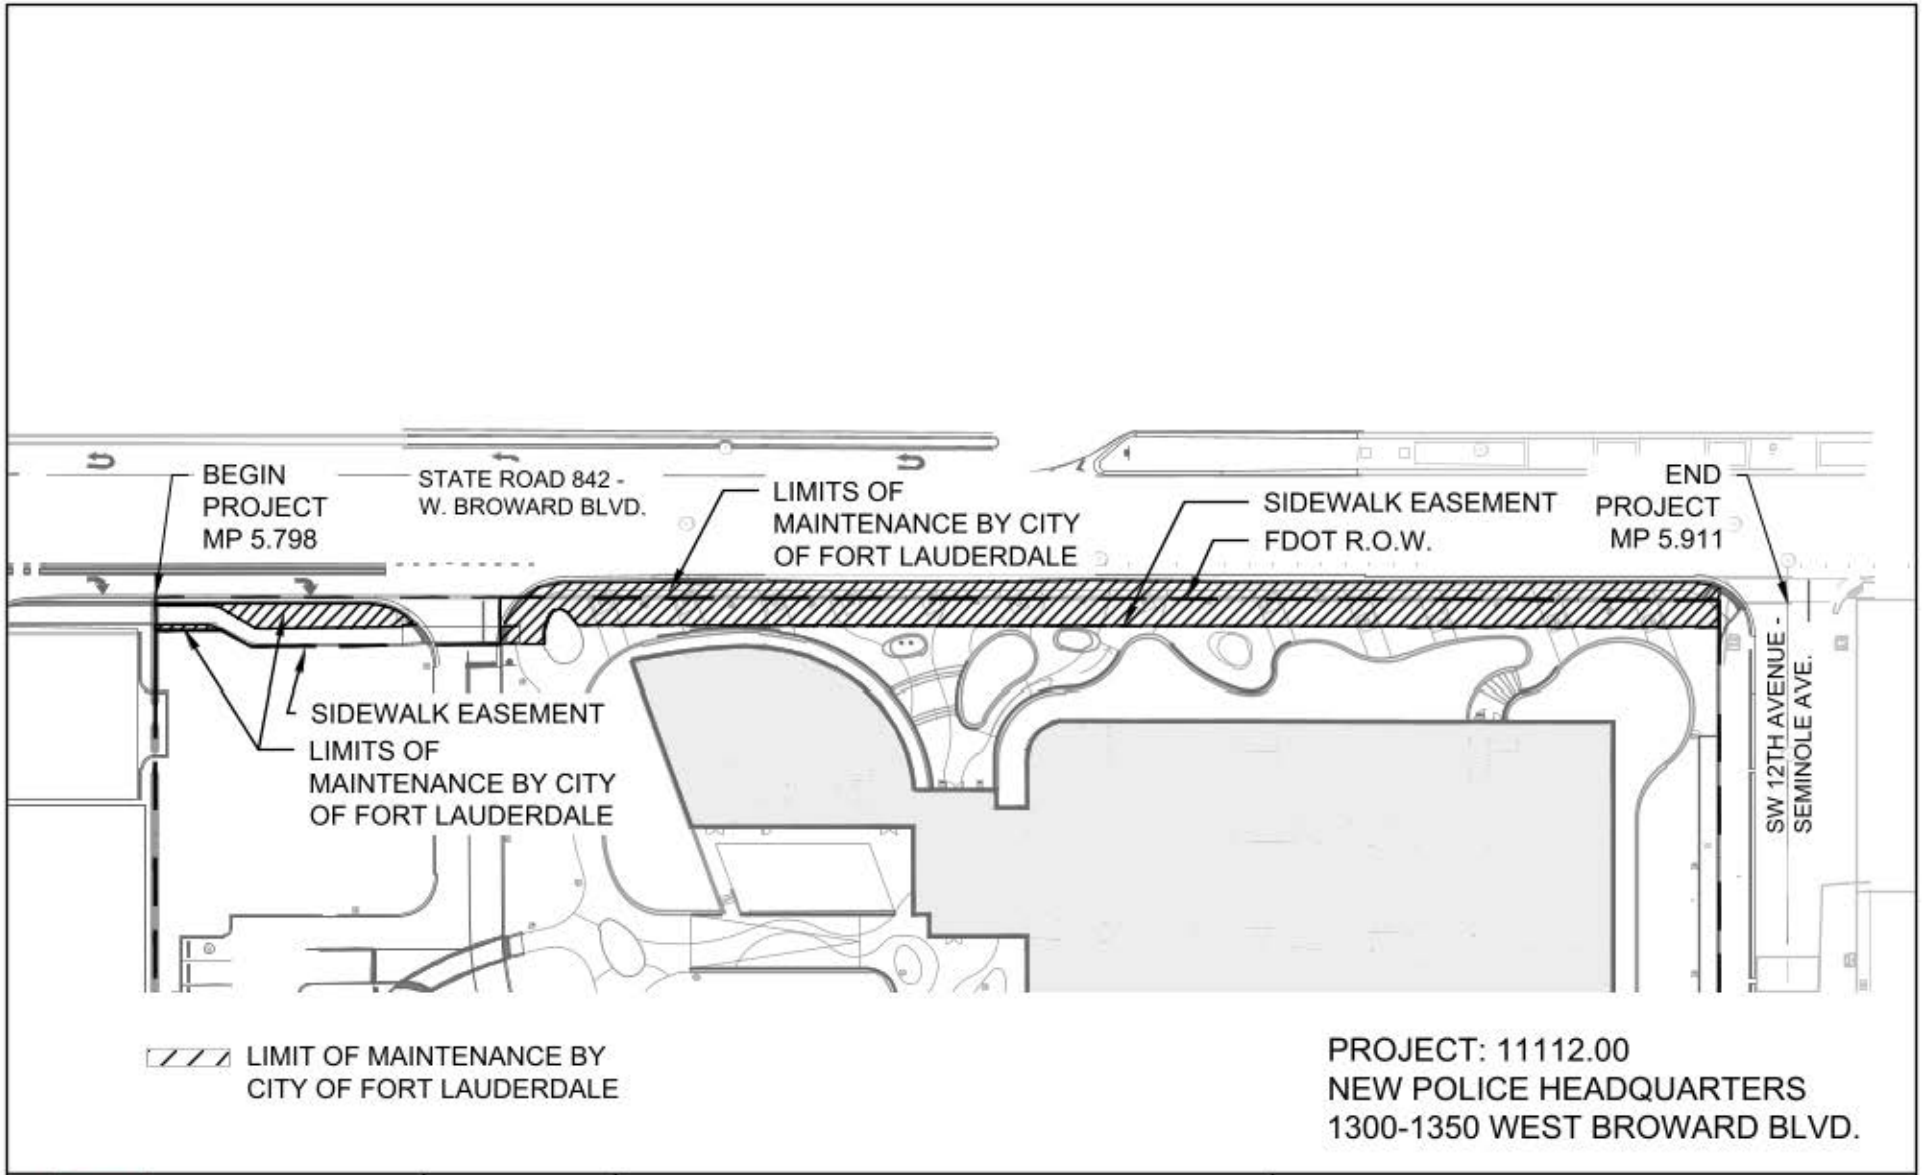 BEGIN
PROJECT
MP 5.798
STATE ROAD 842 -
W. BROWARD BLVD.
LIMITS OF
MAINTENANCE BY CITY
OF FORT LAUDERDALE
SIDEWALK EASEMENT
FDOT R.O.W.
END
PROJECT
MP 5.911
SIDEWALK EASEMENT
LIMITS OF
MAINTENANCE BY CITY
OF FORT LAUDERDALE
SW 12TH AVENUE -
SEMINOLE AVE.
LIMIT OF MAINTENANCE BY
CITY OF FORT LAUDERDALE
PROJECT: 11112.00
NEW POLICE HEADQUARTERS
1300-1350 WEST BROWARD BLVD.